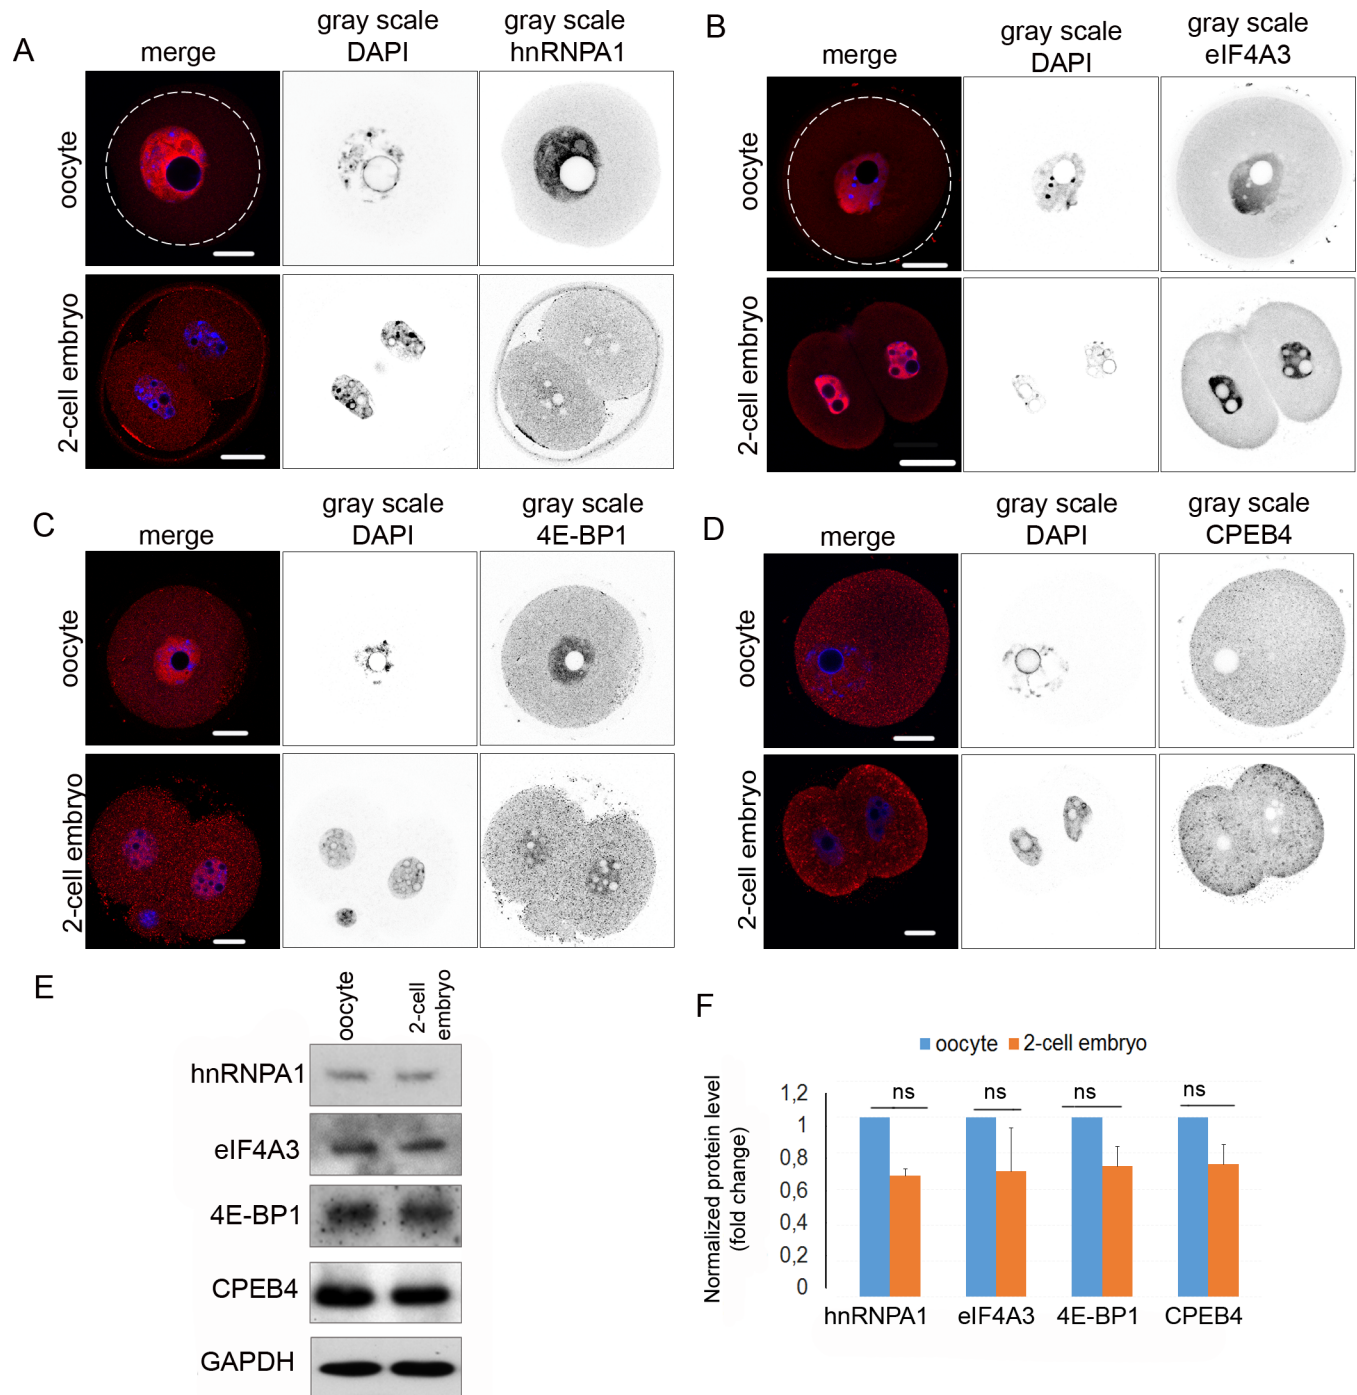 A
merge
gray scale
DAPI
gray scale
hnRNPA1
oocyte
2-cell embryo
B
merge
gray scale
DAPI
gray scale
eIF4A3
oocyte
2-cell embryo
C
merge
gray scale
DAPI
gray scale
4E-BP1
oocyte
2-cell embryo
D
merge
gray scale
DAPI
gray scale
CPEB4
oocyte
2-cell embryo
E
oocyte
2-cell
embryo
hnRNPA1
eIF4A3
4E-BP1
CPEB4
GAPDH
F
oocyte 2-cell embryo
Normalized protein level
(fold change)
1,2
1
0,8
0,6
0,4
0,2
0
ns ns ns ns
hnRNPA1 eIF4A3 4E-BP1 CPEB4